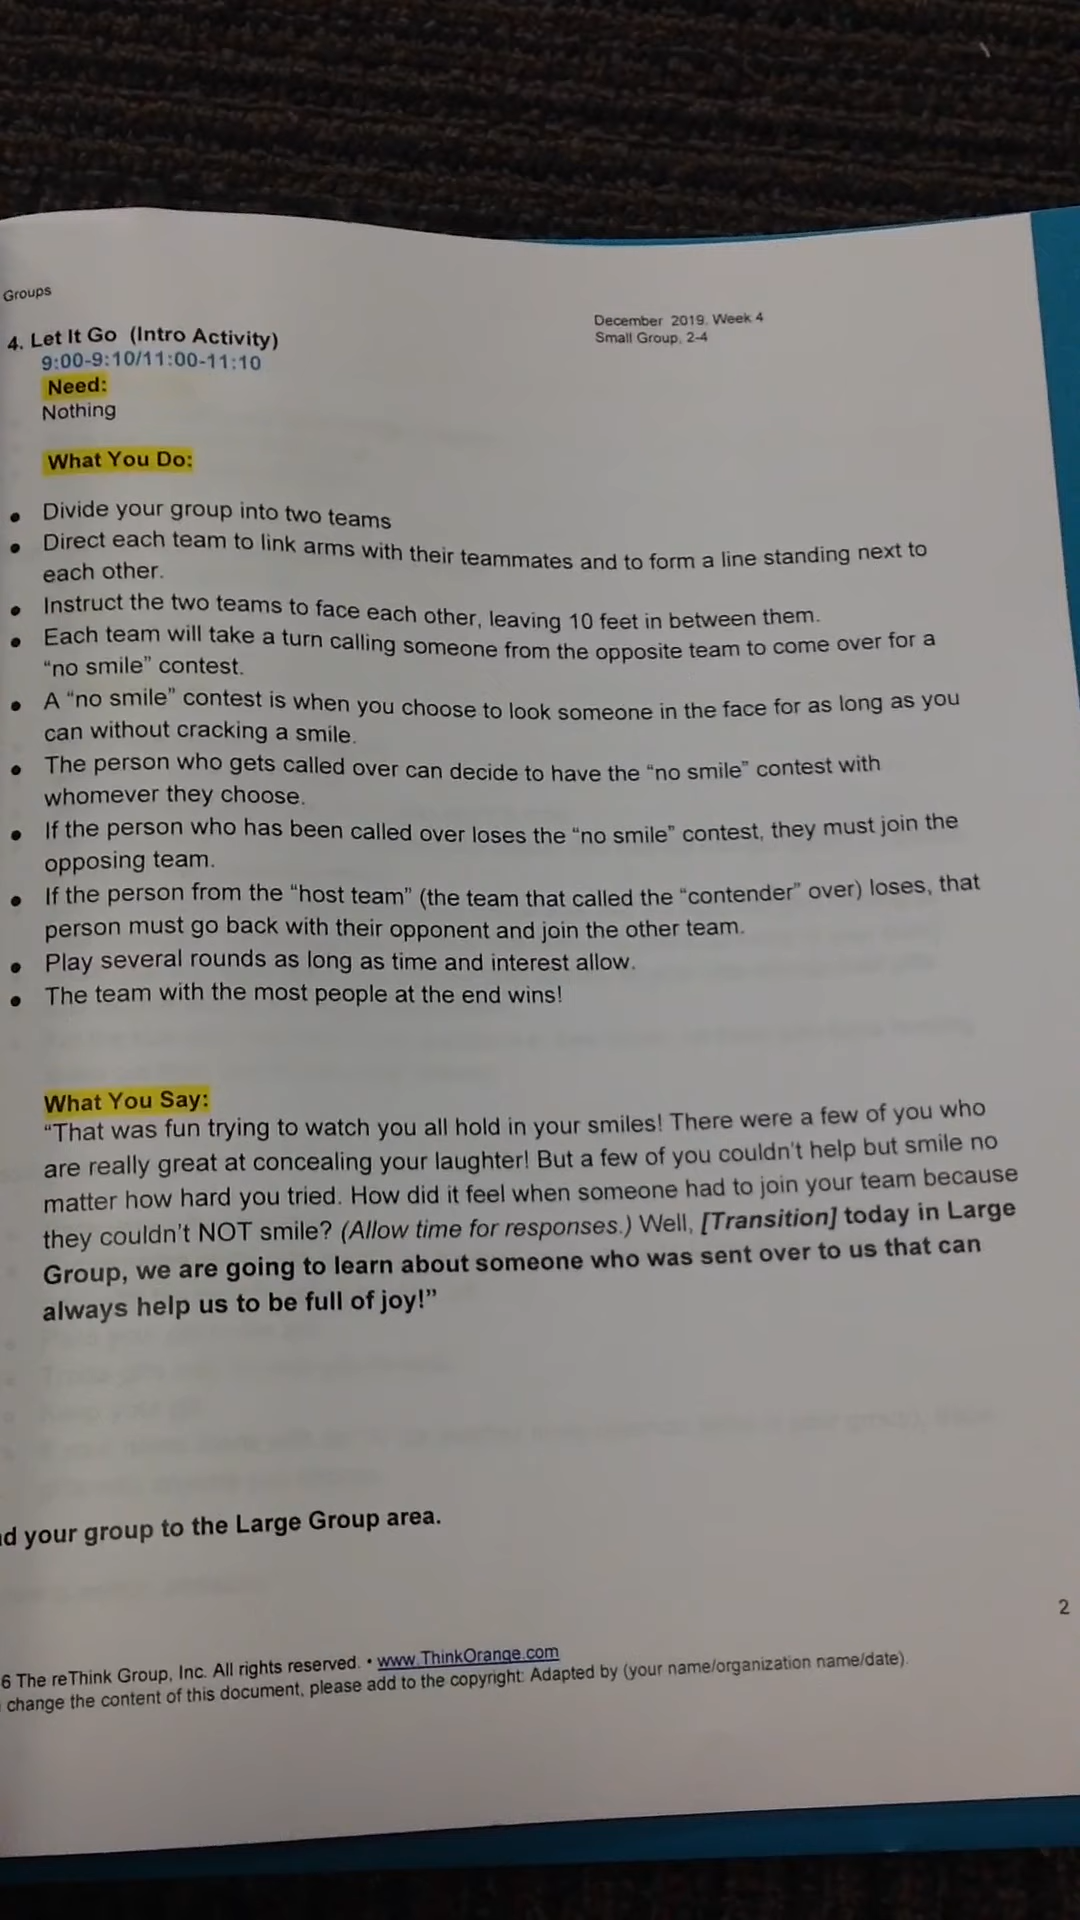 Groups
December 2019, Week 4
Small Group, 2-4
4. Let It Go (Intro Activity)
9:00-9:10/11:00-11:10
Need:
Nothing
What You Do:
• Divide your group into two teams
• Direct each team to link arms with their teammates and to form a line standing next to
each other.
• Instruct the two teams to face each other, leaving 10 feet in between them.
• Each team will take a turn calling someone from the opposite team to come over for a
“no smile” contest.
• A “no smile” contest is when you choose to look someone in the face for as long as you
can without cracking a smile.
• The person who gets called over can decide to have the “no smile” contest with
whomever they choose.
• If the person who has been called over loses the “no smile” contest, they must join the
opposing team.
• If the person from the “host team” (the team that called the “contender” over) loses, that
person must go back with their opponent and join the other team.
• Play several rounds as long as time and interest allow.
• The team with the most people at the end wins!
What You Say:
“That was fun trying to watch you all hold in your smiles! There were a few of you who
are really great at concealing your laughter! But a few of you couldn't help but smile no
matter how hard you tried. How did it feel when someone had to join your team because
they couldn't NOT smile? (Allow time for responses.) Well, [Transition] today in Large
Group, we are going to learn about someone who was sent over to us that can
always help us to be full of joy!”
your group to the Large Group area.
2
6 The reThink Group, Inc. All rights reserved. • www.ThinkOrange.com
change the content of this document, please add to the copyright: Adapted by (your name/organization name/date).